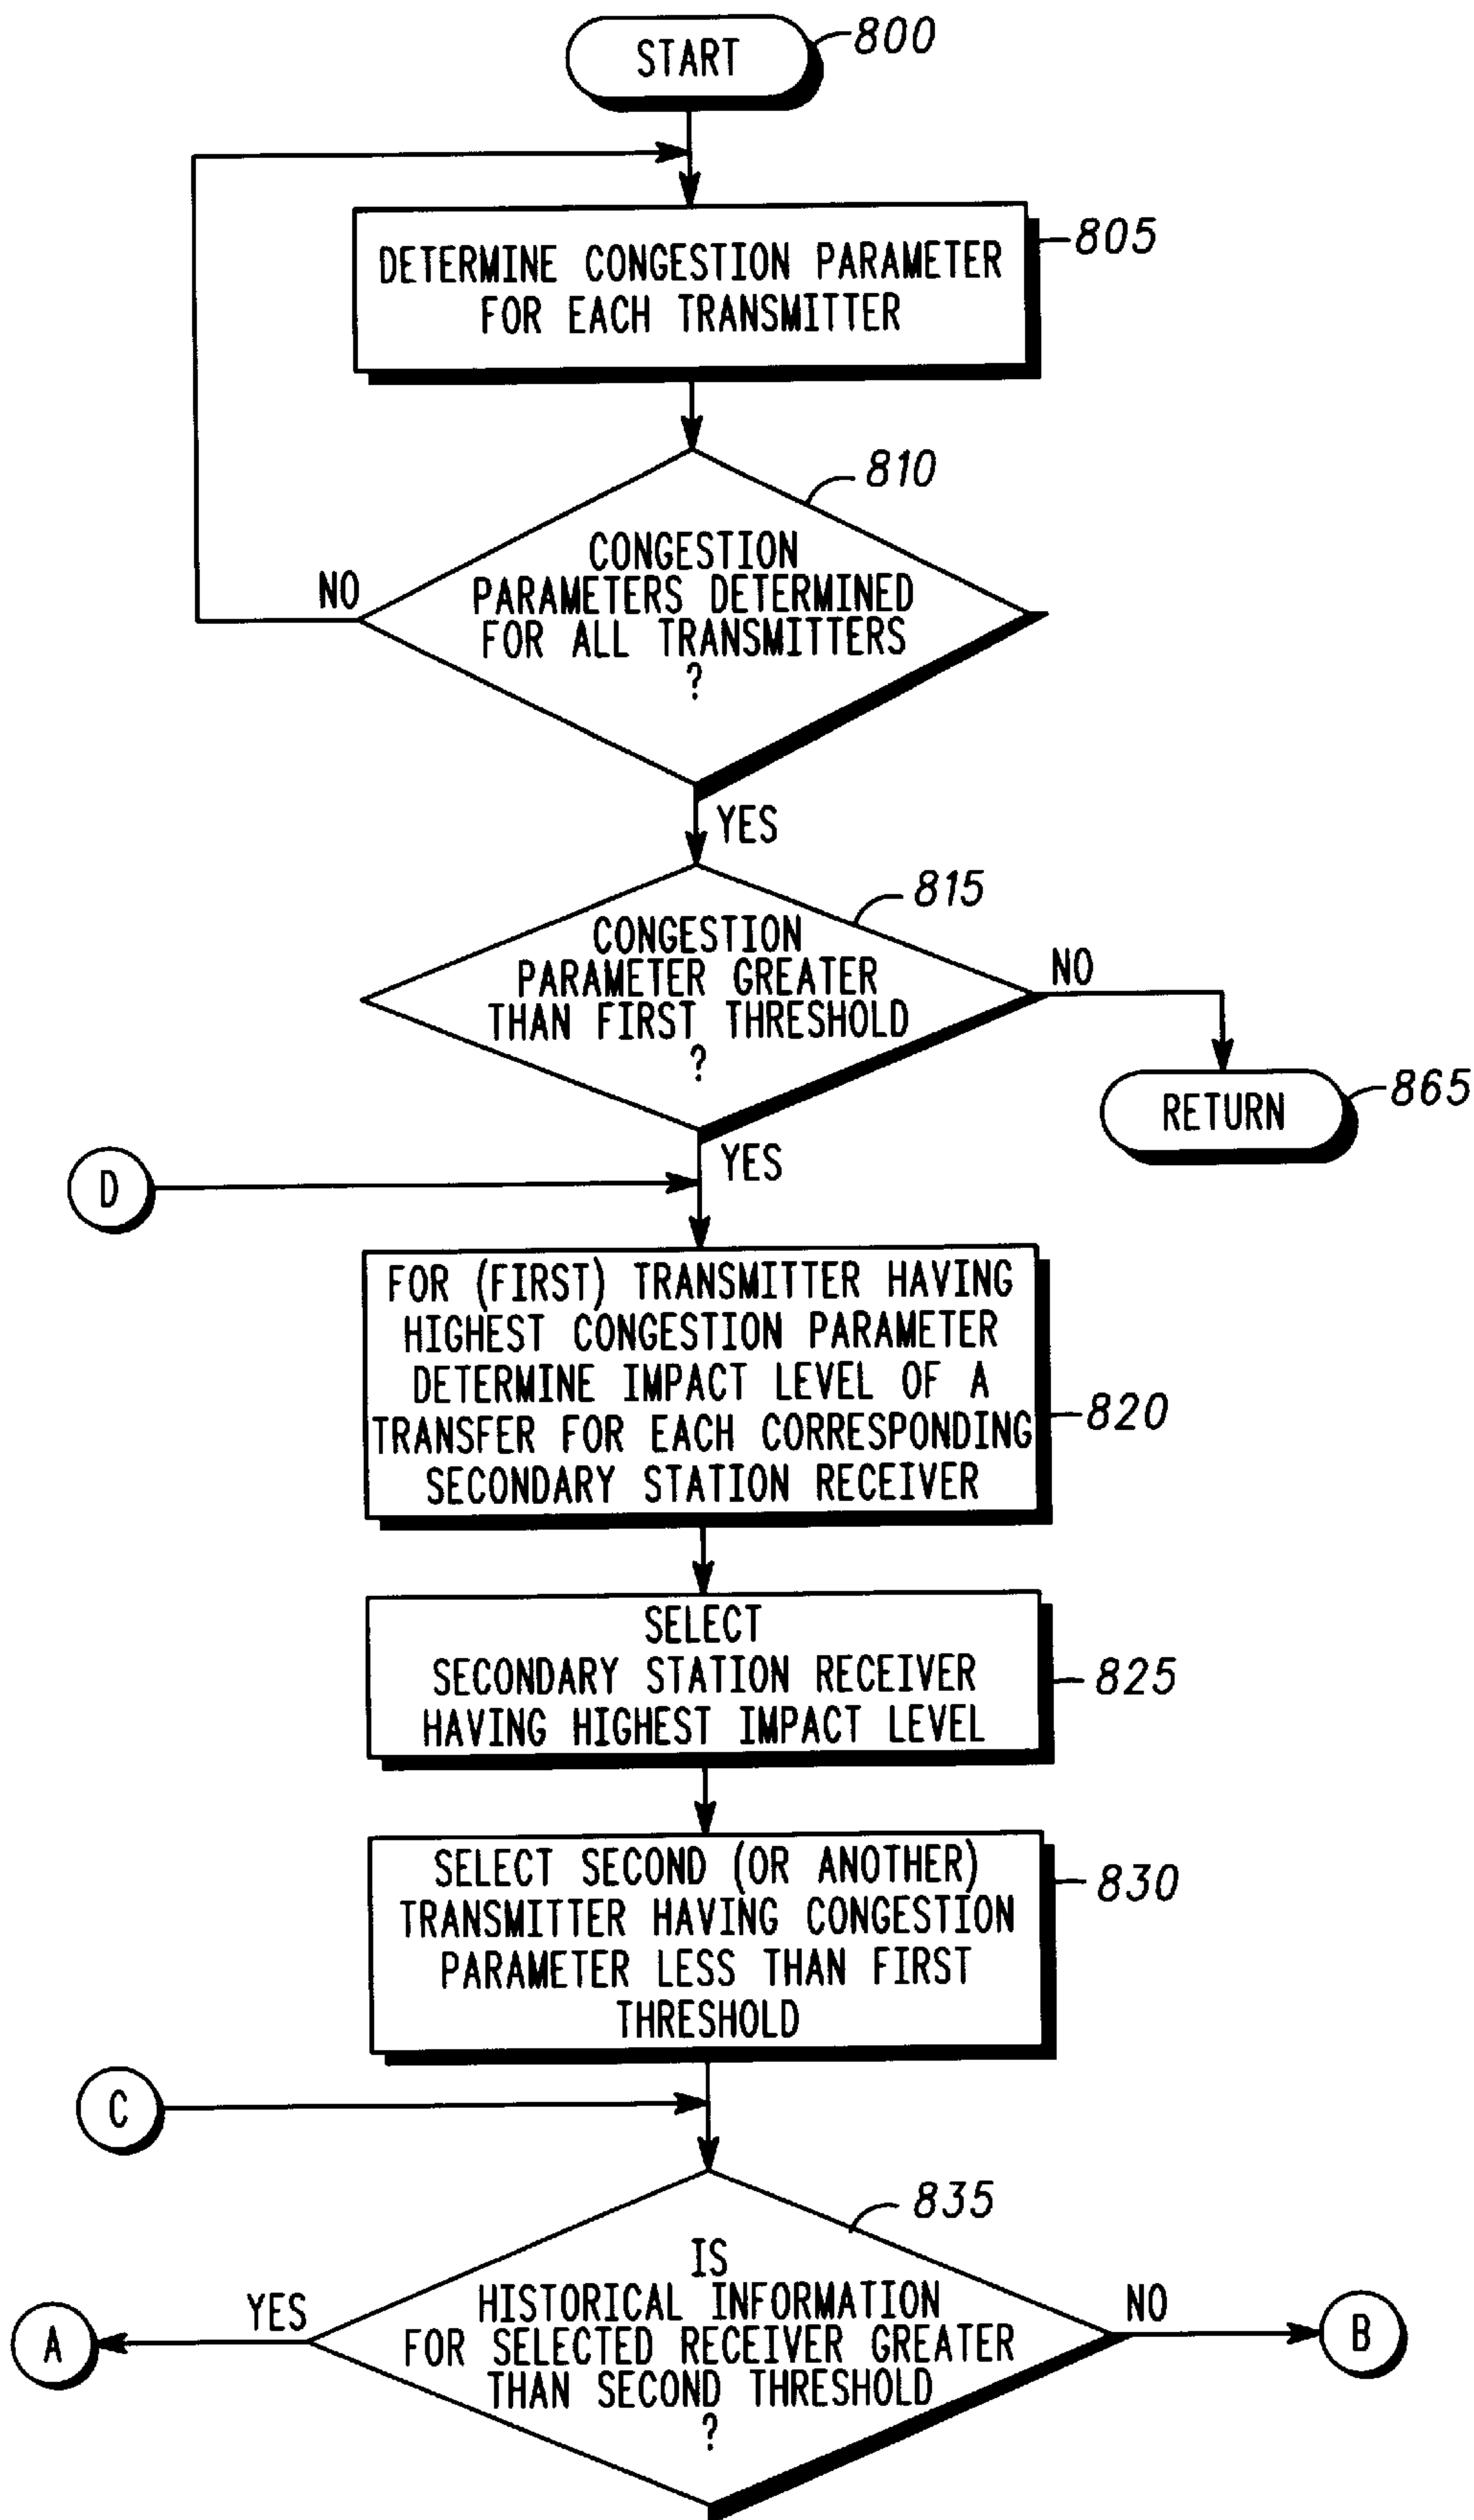 START
800
DETERMINE CONGESTION PARAMETER
FOR EACH TRANSMITTER
805
810
CONGESTION
PARAMETERS DETERMINED
FOR ALL TRANSMITTERS
?
NO
YES
815
CONGESTION
PARAMETER GREATER
THAN FIRST THRESHOLD
?
NO
RETURN
865
YES
D
FOR (FIRST) TRANSMITTER HAVING
HIGHEST CONGESTION PARAMETER
DETERMINE IMPACT LEVEL OF A
TRANSFER FOR EACH CORRESPONDING
SECONDARY STATION RECEIVER
820
SELECT
SECONDARY STATION RECEIVER
HAVING HIGHEST IMPACT LEVEL
825
SELECT SECOND (OR ANOTHER)
TRANSMITTER HAVING CONGESTION
PARAMETER LESS THAN FIRST
THRESHOLD
830
C
835
IS
HISTORICAL INFORMATION
FOR SELECTED RECEIVER GREATER
THAN SECOND THRESHOLD
?
YES
A
NO
B